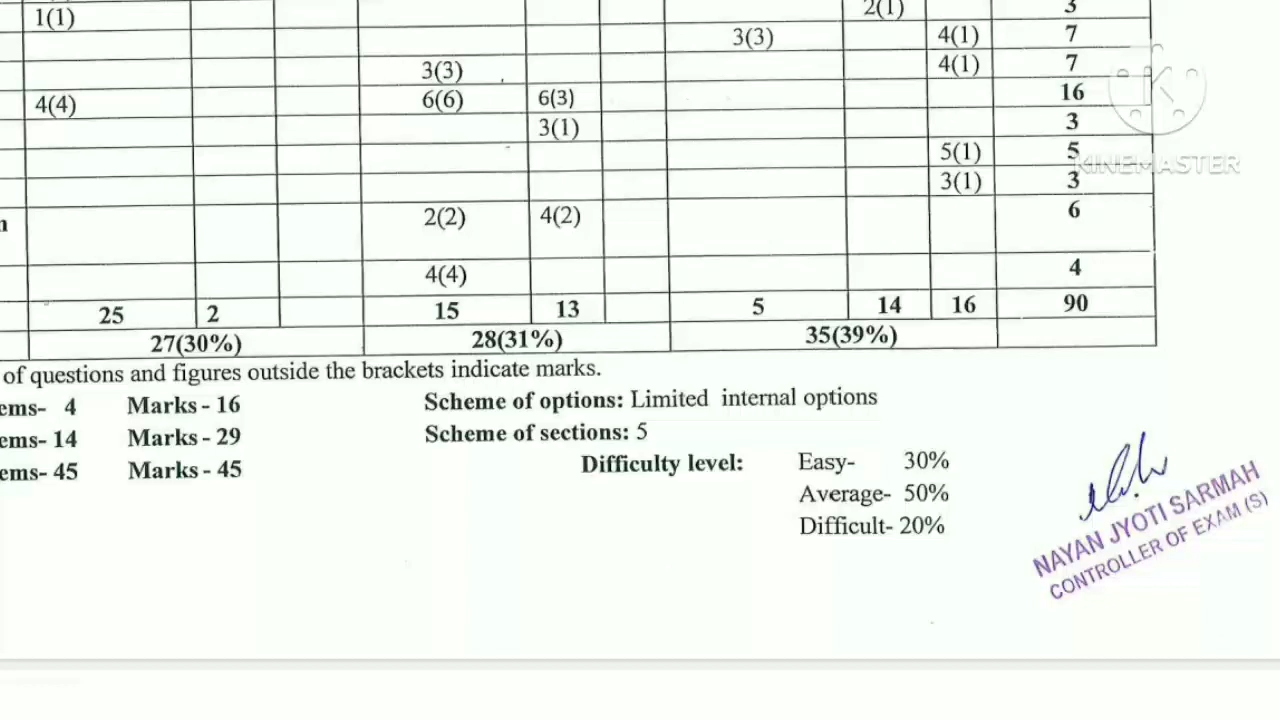 1(1) 2(1) 3
3(3) 4(1) 7
3(3) 4(1) 7
4(4) 6(6) 6(3) 16
3(1) 3
5(1) 5
KINEMASTER
3(1) 3
2(2) 4(2) 6
4(4) 4
25 2 15 13 5 14 16 90
27(30%) 28(31%) 35(39%)
of questions and figures outside the brackets indicate marks.
ems- 4 Marks - 16 Scheme of options: Limited internal options
ems- 14 Marks - 29 Scheme of sections: 5
ems- 45 Marks - 45 Difficulty level: Easy- 30%
Average- 50%
Difficult- 20%
NAYAN JYOTI SARMAH
CONTROLLER OF EXAM (S)